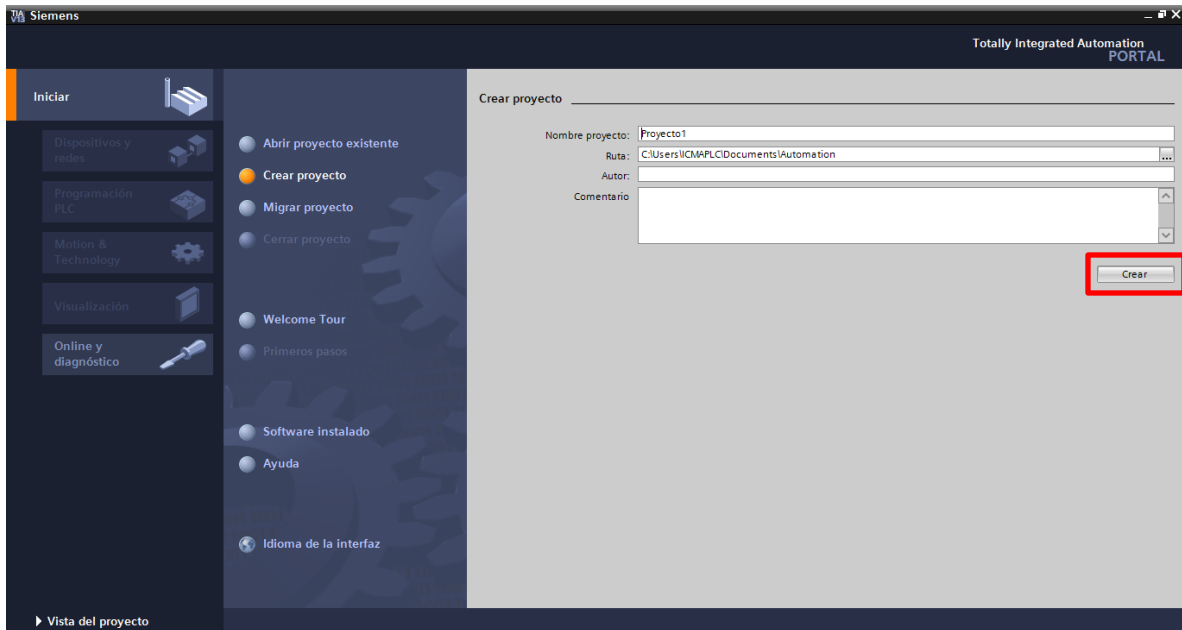 TIA
V13
Siemens
Totally Integrated Automation
PORTAL
Iniciar
Dispositivos y
redes
Programación
PLC
Motion &
Technology
Visualización
Online y
diagnóstico
Abrir proyecto existente
Crear proyecto
Migrar proyecto
Cerrar proyecto
Welcome Tour
Primeros pasos
Software instalado
Ayuda
Idioma de la interfaz
Crear proyecto
Nombre proyecto: Proyecto1
Ruta: C:\Users\ICMAPLC\Documents\Automation
...
Autor:
Comentario
Crear
Vista del proyecto